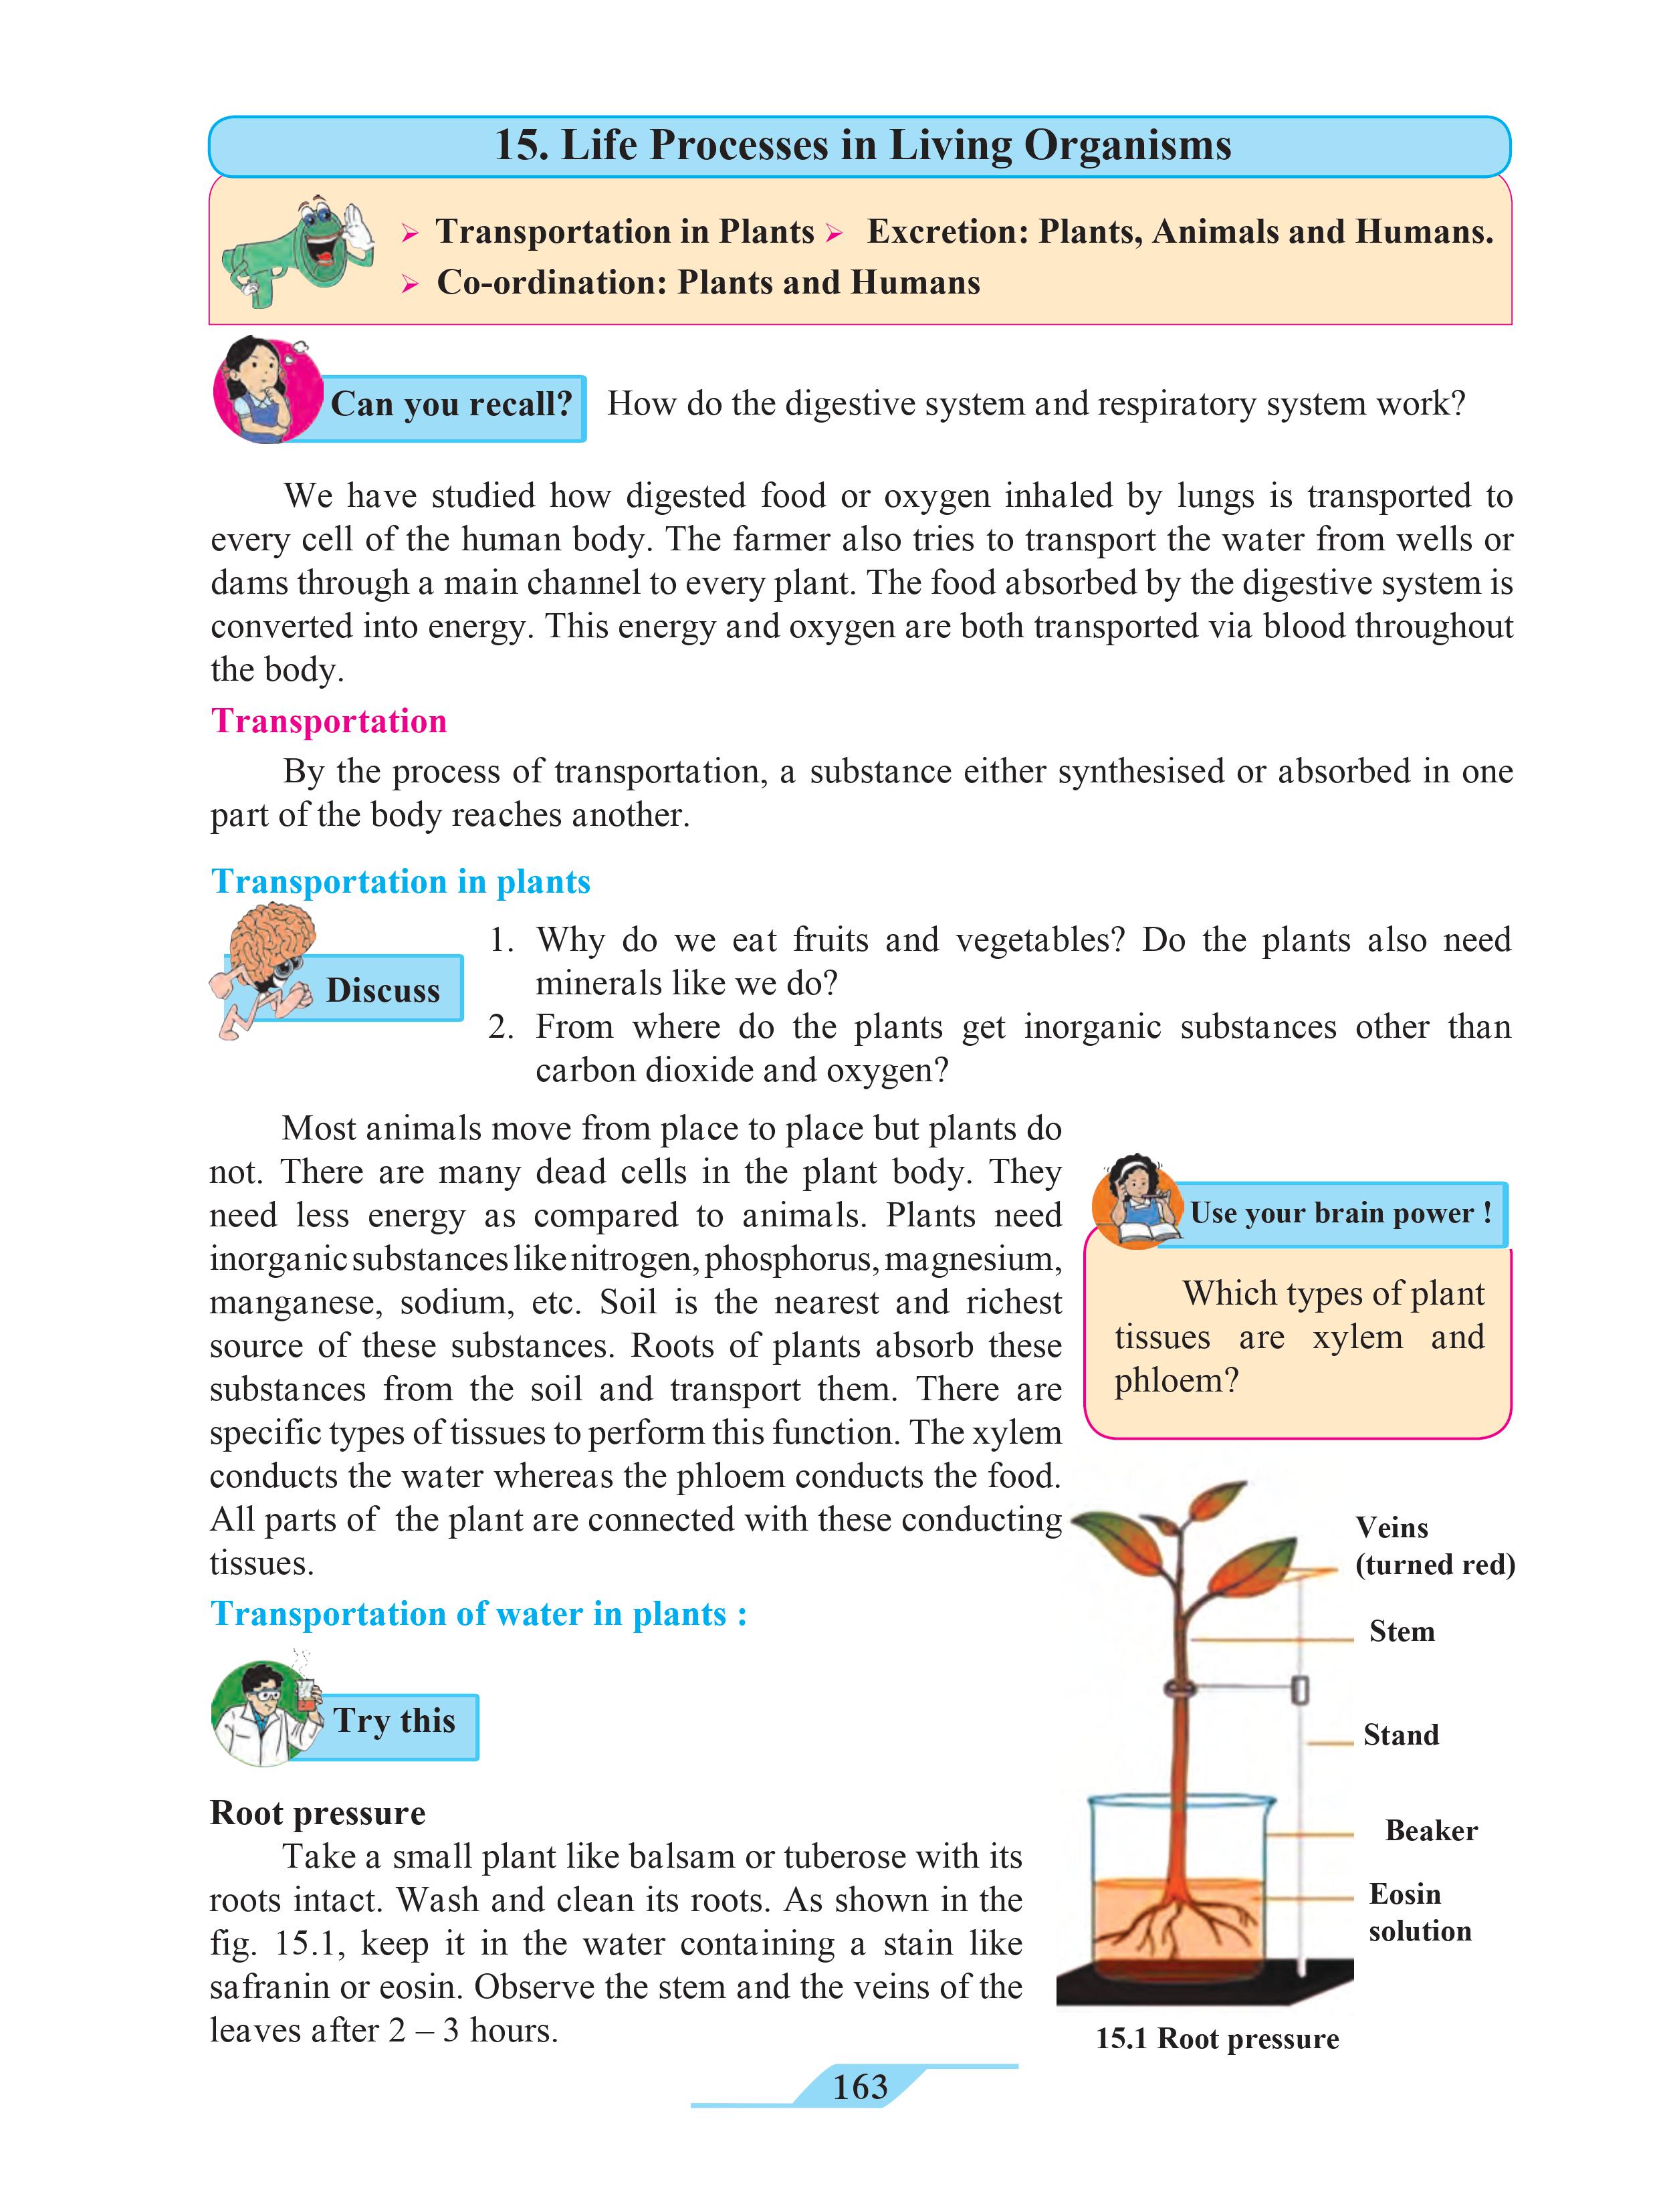 15. Life Processes in Living Organisms
➢ Transportation in Plants ➢ Excretion: Plants, Animals and Humans.
➢ Co-ordination: Plants and Humans
Can you recall? How do the digestive system and respiratory system work?
We have studied how digested food or oxygen inhaled by lungs is transported to
every cell of the human body. The farmer also tries to transport the water from wells or
dams through a main channel to every plant. The food absorbed by the digestive system is
converted into energy. This energy and oxygen are both transported via blood throughout
the body.
Transportation
By the process of transportation, a substance either synthesised or absorbed in one
part of the body reaches another.
Transportation in plants
Discuss
1. Why do we eat fruits and vegetables? Do the plants also need
minerals like we do?
2. From where do the plants get inorganic substances other than
carbon dioxide and oxygen?
Most animals move from place to place but plants do
not. There are many dead cells in the plant body. They
need less energy as compared to animals. Plants need
inorganic substances like nitrogen, phosphorus, magnesium,
manganese, sodium, etc. Soil is the nearest and richest
source of these substances. Roots of plants absorb these
substances from the soil and transport them. There are
specific types of tissues to perform this function. The xylem
conducts the water whereas the phloem conducts the food.
All parts of the plant are connected with these conducting
tissues.
Use your brain power !
Which types of plant
tissues are xylem and
phloem?
Transportation of water in plants :
Try this
Root pressure
Take a small plant like balsam or tuberose with its
roots intact. Wash and clean its roots. As shown in the
fig. 15.1, keep it in the water containing a stain like
safranin or eosin. Observe the stem and the veins of the
leaves after 2 – 3 hours.
Veins
(turned red)
Stem
Stand
Beaker
Eosin
solution
15.1 Root pressure
163